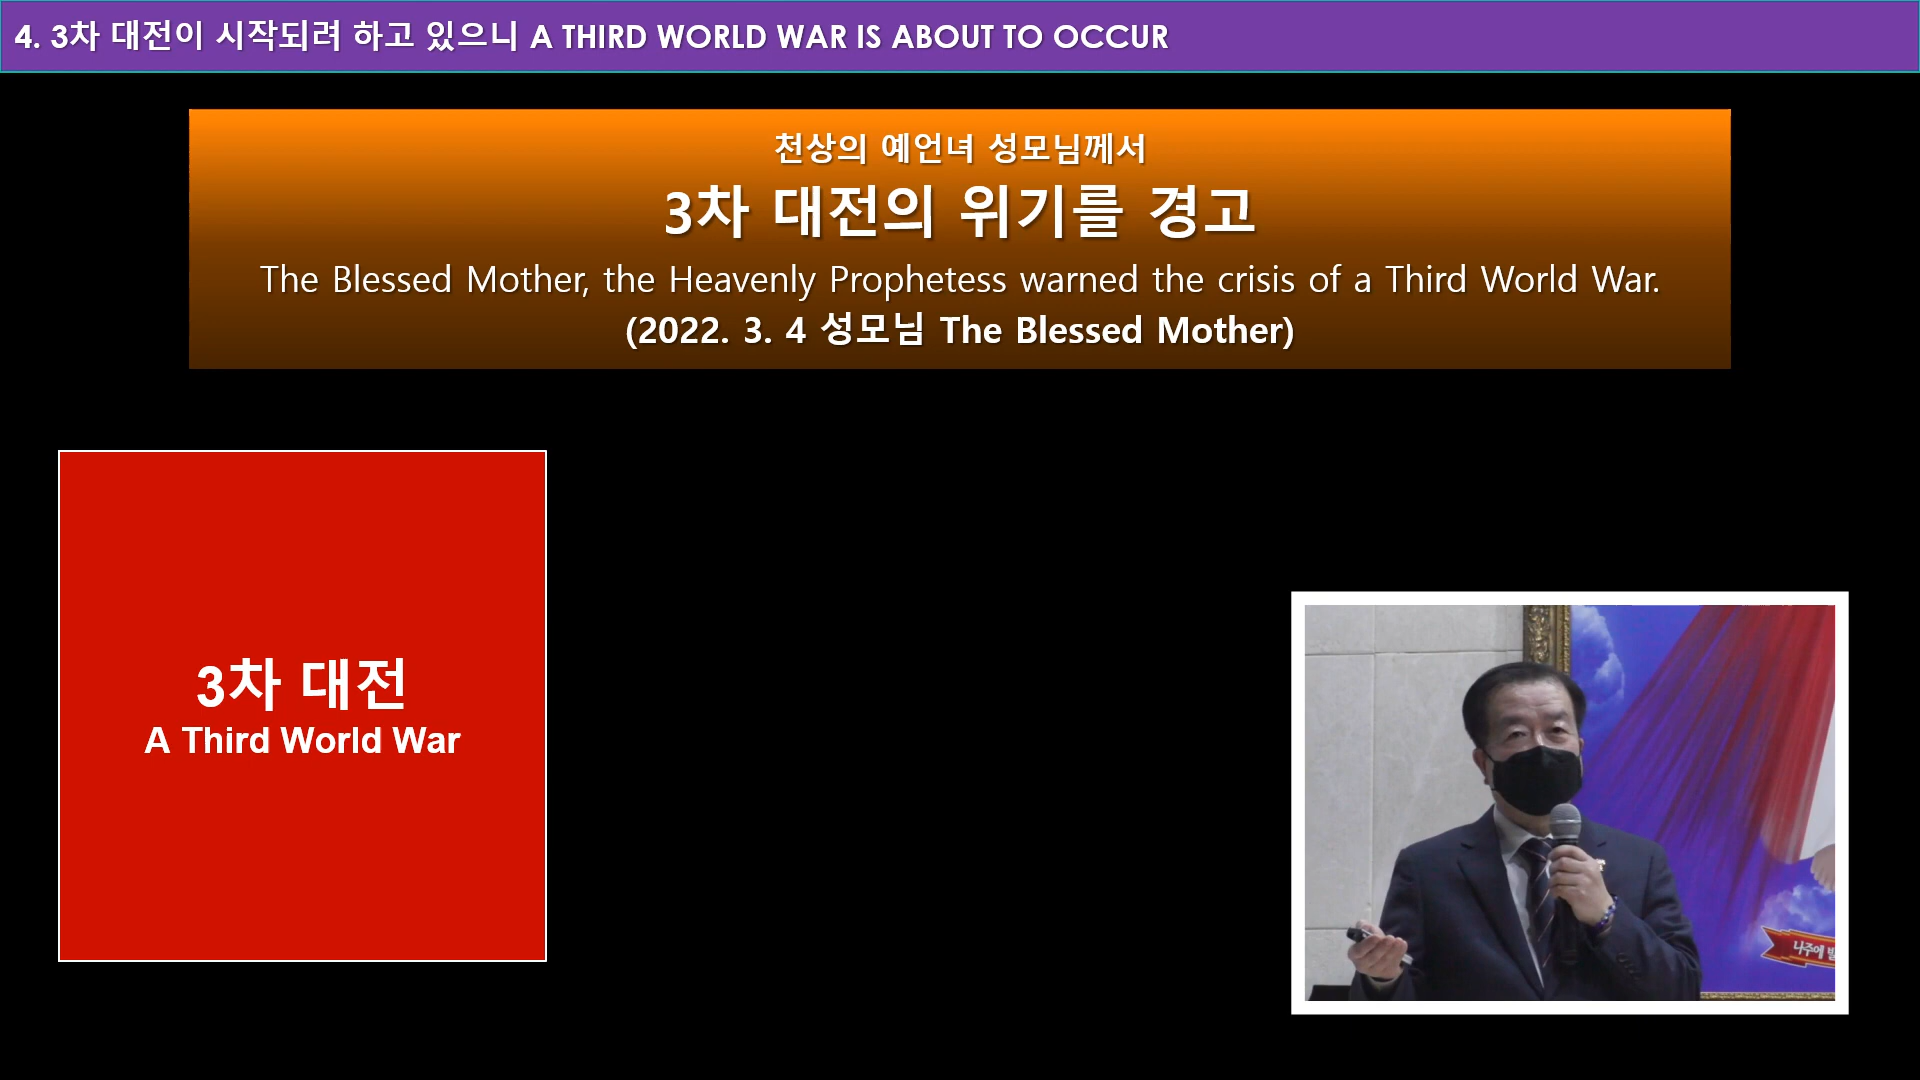 4. 3차 대전이 시작되려 하고 있으니 A THIRD WORLD WAR IS ABOUT TO OCCUR
천상의 예언녀 성모님께서
3차 대전의 위기를 경고
The Blessed Mother, the Heavenly Prophetess warned the crisis of a Third World War.
(2022. 3. 4 성모님 The Blessed Mother)
3차 대전
A Third World War
나주에